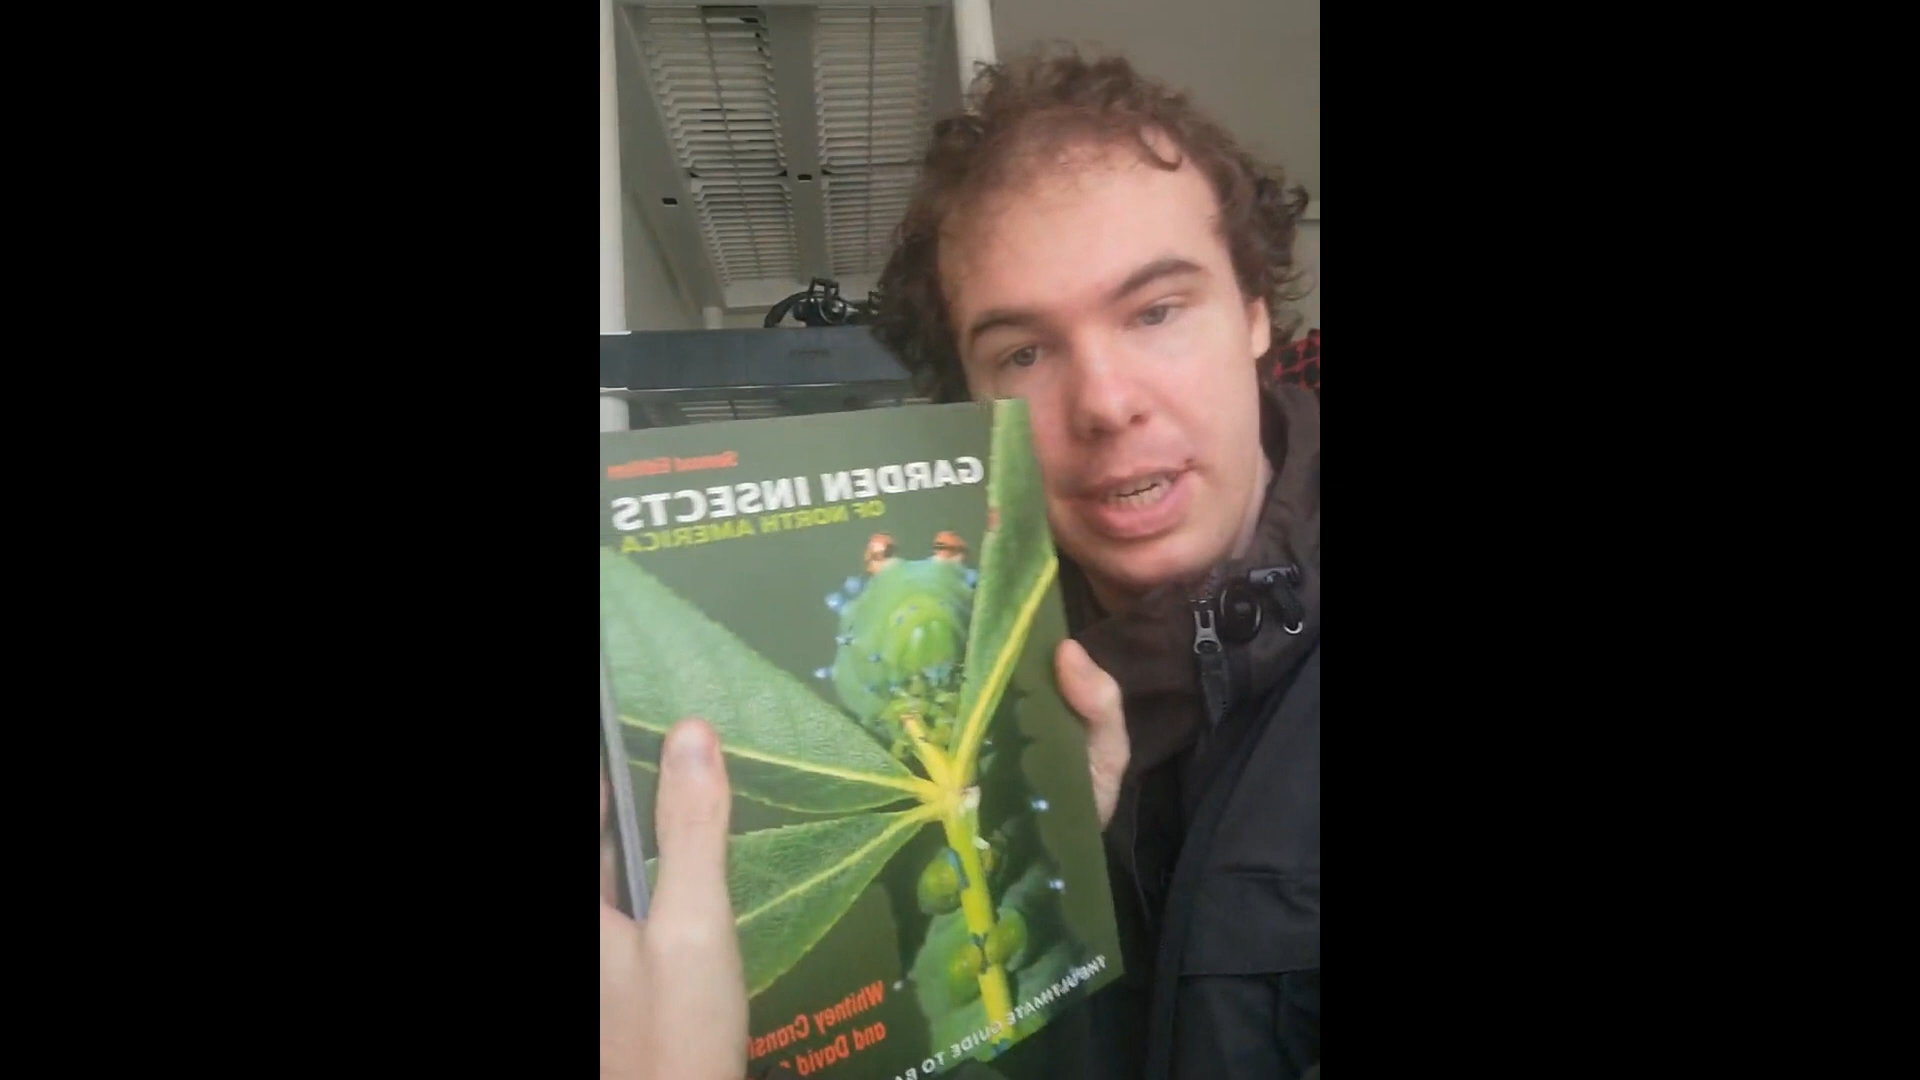 Second Edition
GARDEN INSECTS
OF NORTH AMERICA
Whitney
and David
THE ULTIMATE GUIDE TO